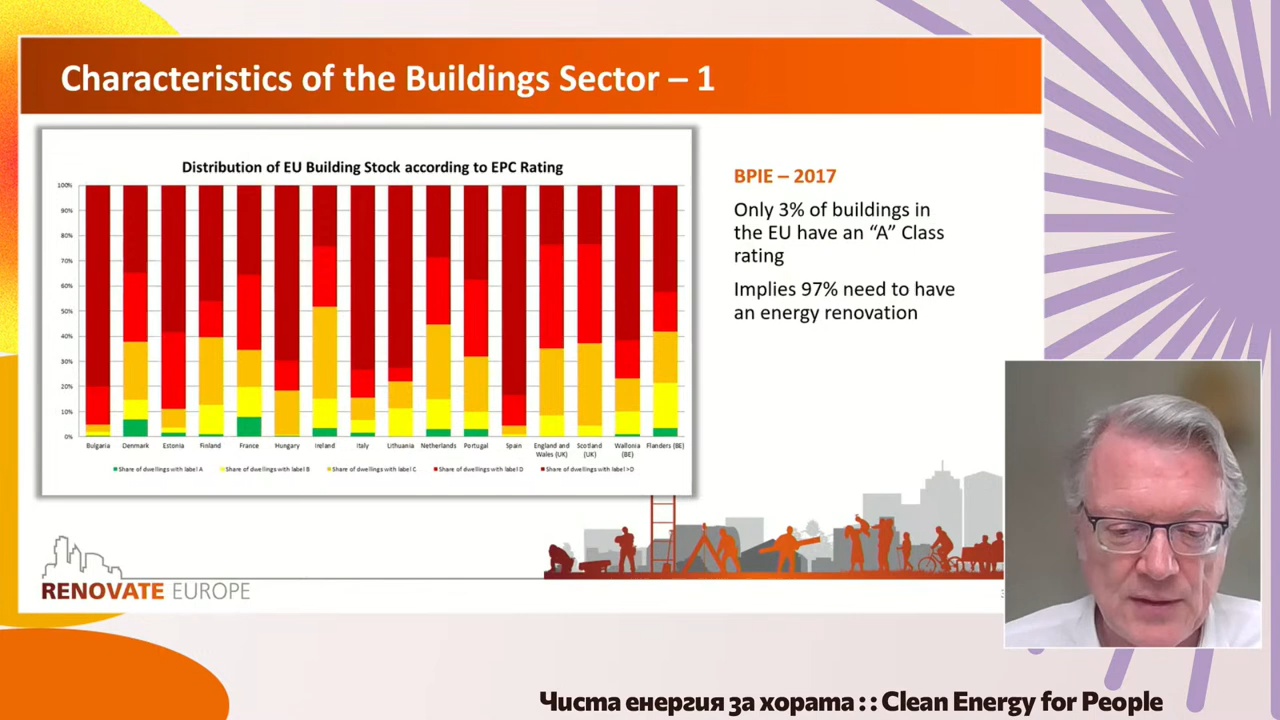 Characteristics of the Buildings Sector – 1
Distribution of EU Building Stock according to EPC Rating
100%
90%
80%
70%
60%
50%
40%
30%
20%
10%
0%
Bulgaria Denmark Estonia Finland France Hungary Ireland Italy Lithuania Netherlands Portugal Spain England and Wales (UK) Scotland (UK) Wallonia (BE) Flanders (BE)
Share of dwellings with label A Share of dwellings with label B Share of dwellings with label C Share of dwellings with label D Share of dwellings with label >D
BPIE – 2017
Only 3% of buildings in
the EU have an “A” Class
rating
Implies 97% need to have
an energy renovation
RENOVATE EUROPE
Чиста енергия за хората :: Clean Energy for People